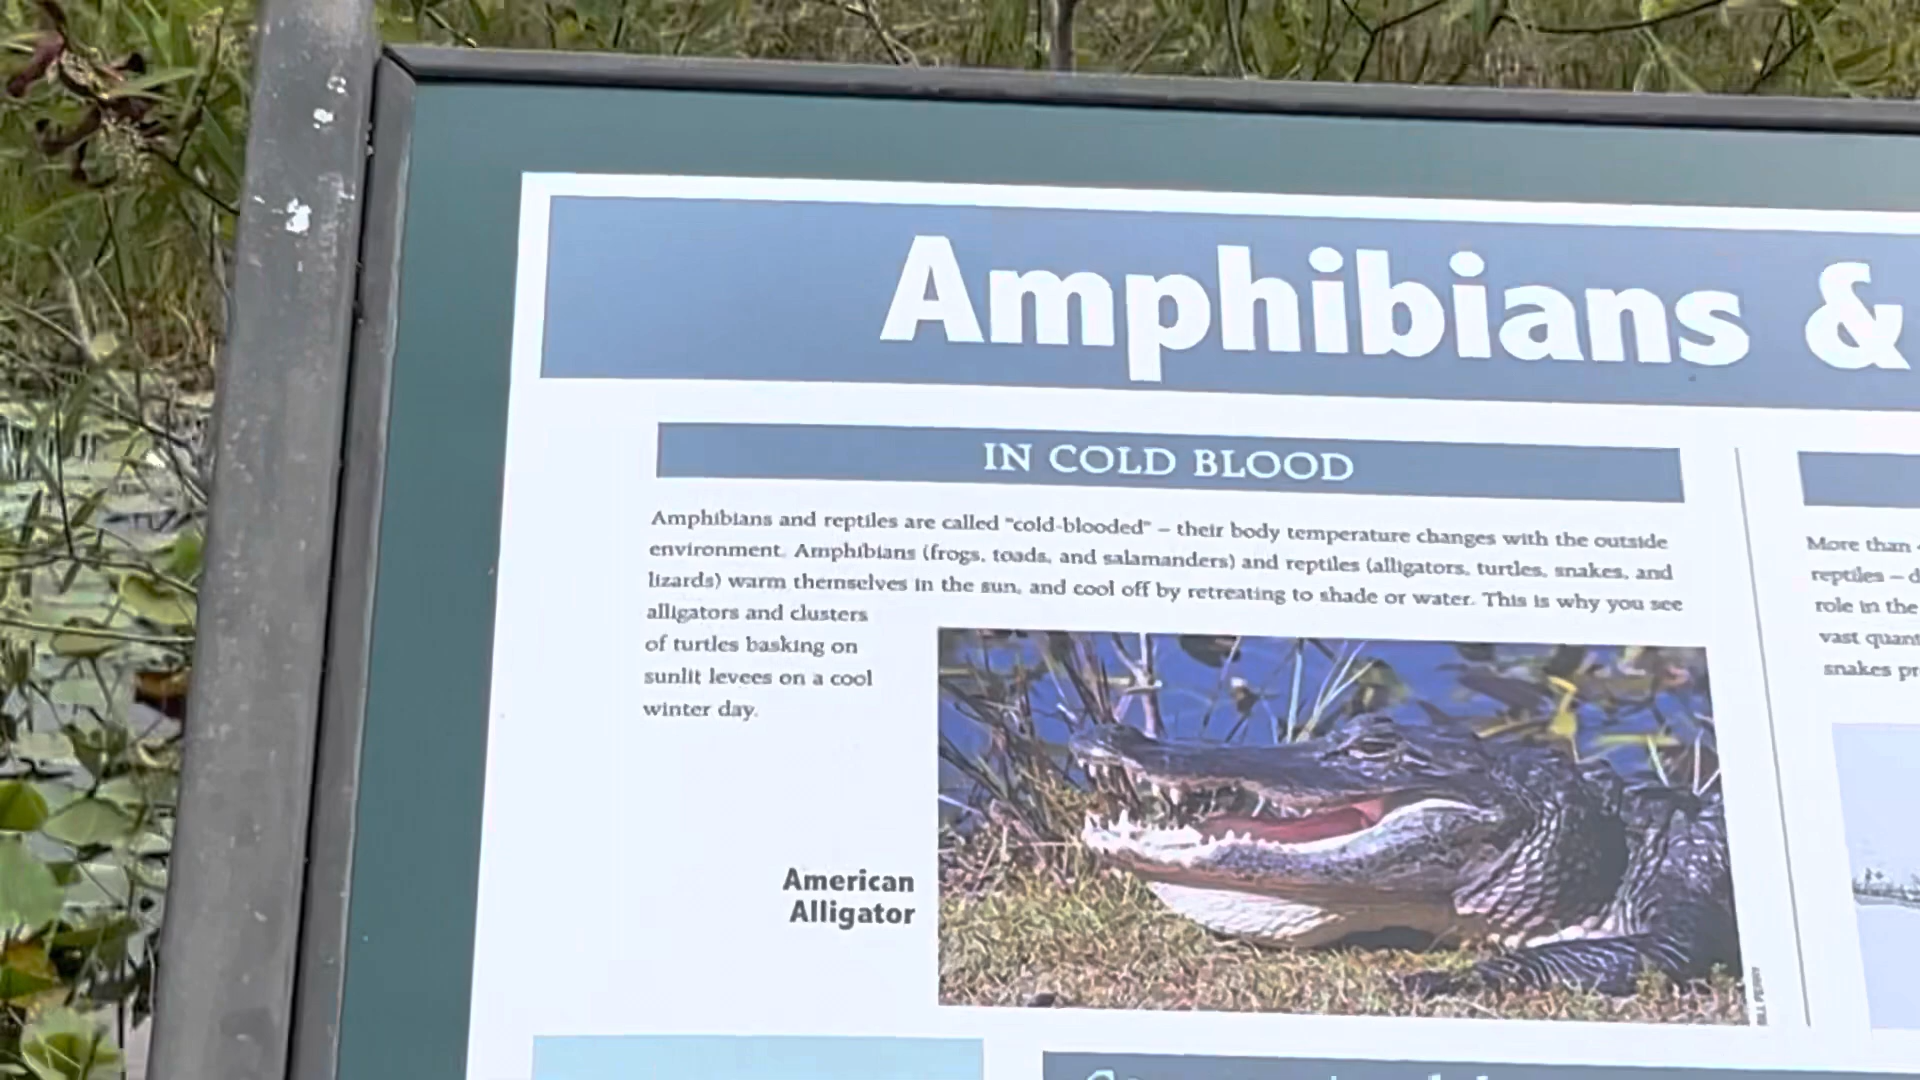 Amphibians &
IN COLD BLOOD
Amphibians and reptiles are called "cold-blooded" – their body temperature changes with the outside
environment. Amphibians (frogs, toads, and salamanders) and reptiles (alligators, turtles, snakes, and
lizards) warm themselves in the sun, and cool off by retreating to shade or water. This is why you see
alligators and clusters
of turtles basking on
sunlit levees on a cool
winter day.
American
Alligator
BILL PERRY
More than
reptiles –
role in the
vast
snakes